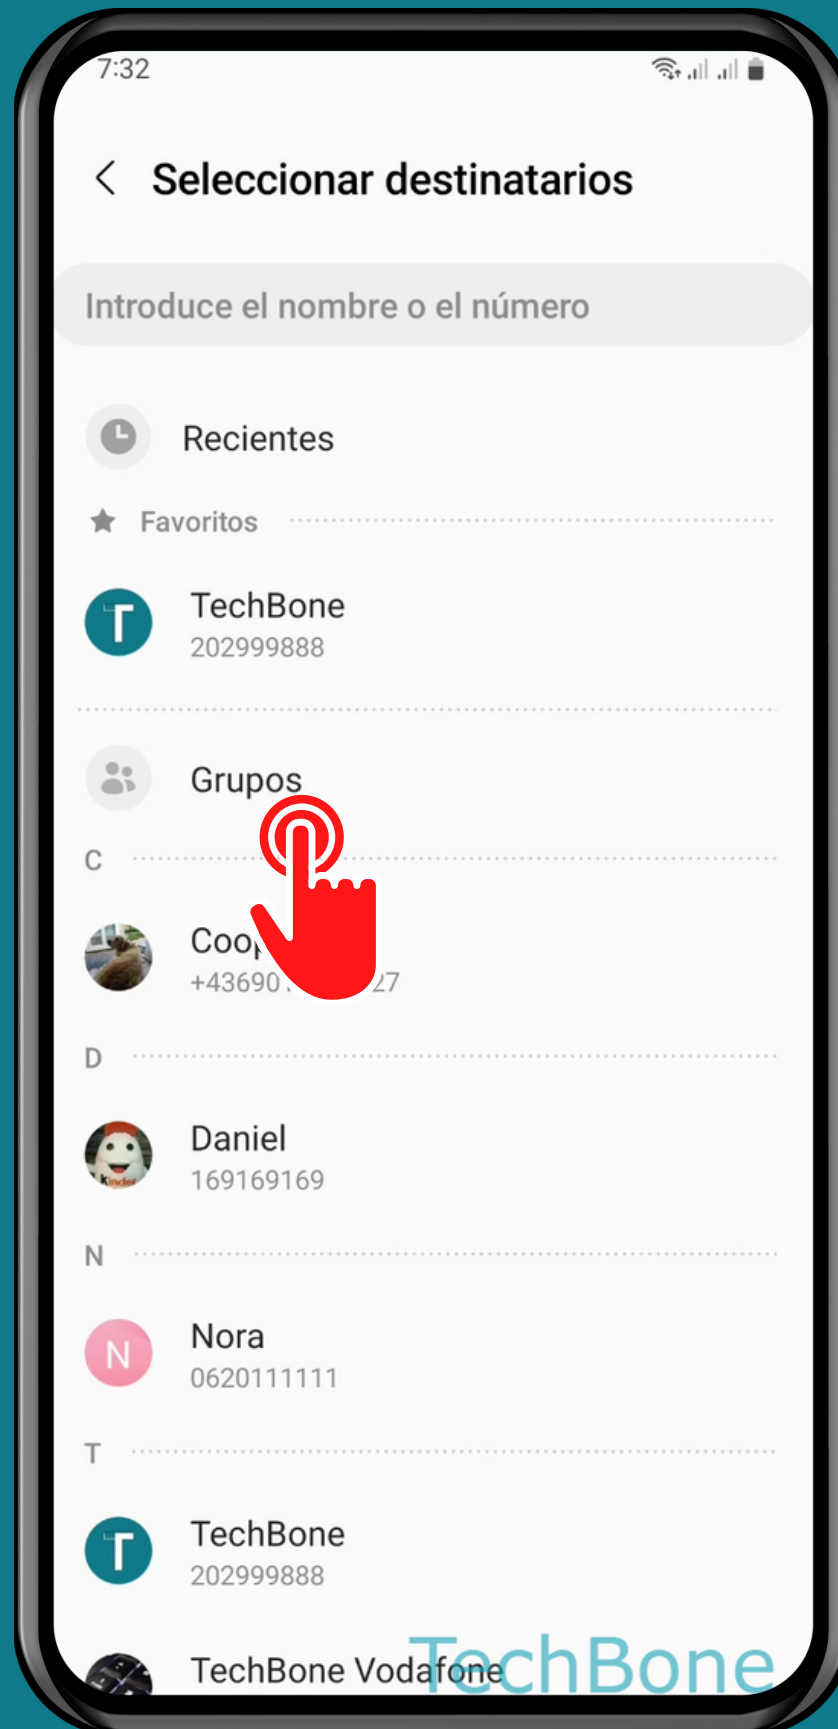 7:32
Seleccionar destinatarios
Introduce el nombre o el número
Recientes
Favoritos
T TechBone
202999888
Grupos
C
D
Kinder
Daniel
169169169
N
N Nora
0620111111
T
T TechBone
202999888
TechBone Vodafone
TechBone